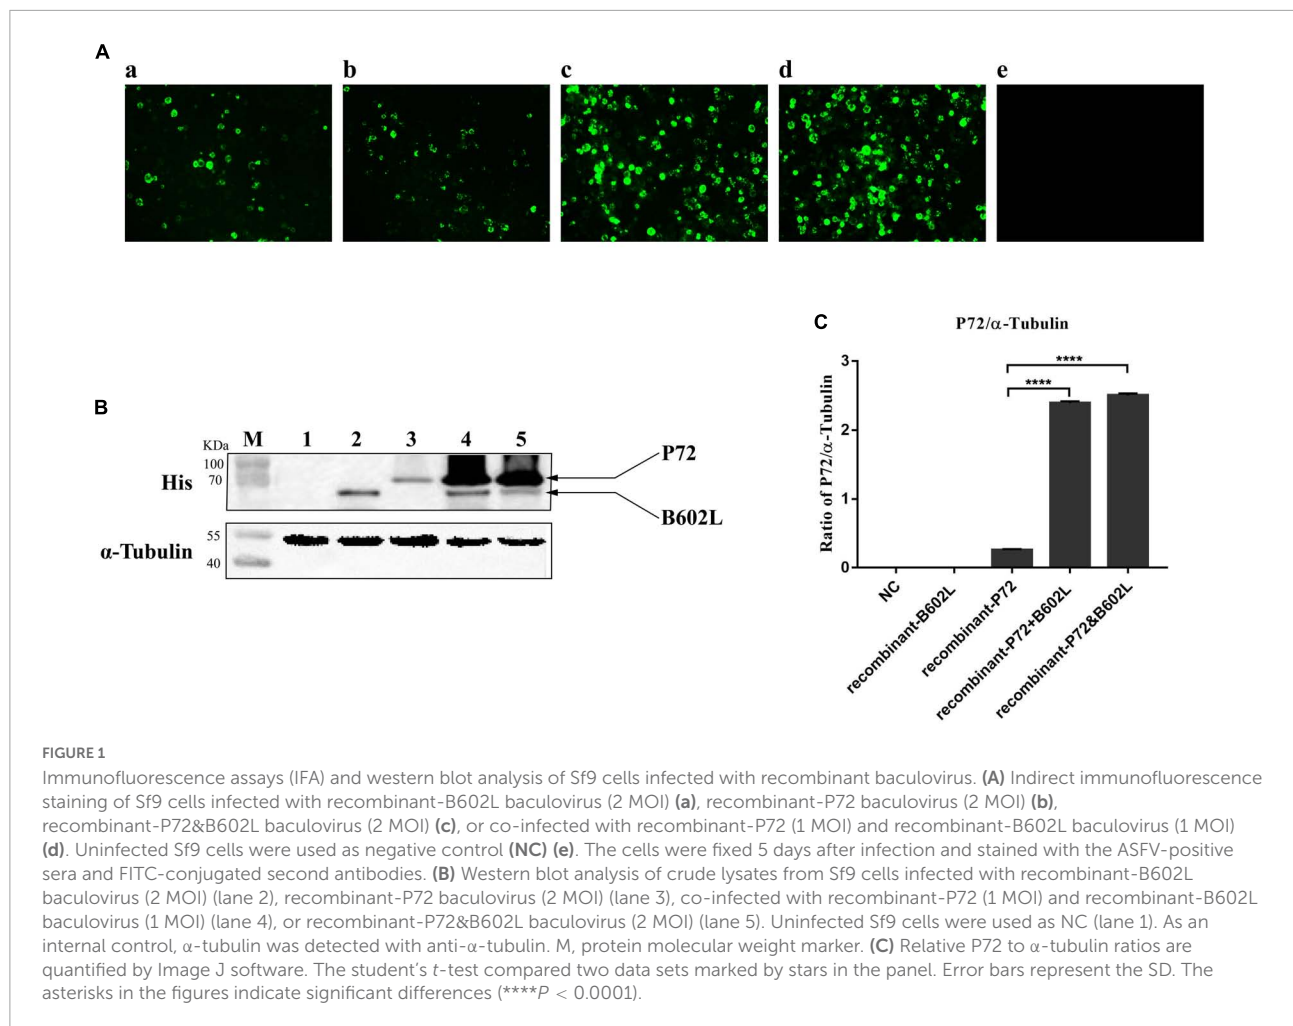 A
a b c d e
C
P72/α-Tubulin
Ratio of P72/α-Tubulin
3
2
1
0
****
****
NC
recombinant-B602L
recombinant-P72
recombinant-P72+B602L
recombinant-P72&B602L
B
KDa M 1 2 3 4 5
100
70
His
P72
B602L
55
40
α-Tubulin
FIGURE 1
Immunofluorescence assays (IFA) and western blot analysis of Sf9 cells infected with recombinant baculovirus. (A) Indirect immunofluorescence
staining of Sf9 cells infected with recombinant-B602L baculovirus (2 MOI) (a), recombinant-P72 baculovirus (2 MOI) (b),
recombinant-P72&B602L baculovirus (2 MOI) (c), or co-infected with recombinant-P72 (1 MOI) and recombinant-B602L baculovirus (1 MOI)
(d). Uninfected Sf9 cells were used as negative control (NC) (e). The cells were fixed 5 days after infection and stained with the ASFV-positive
sera and FITC-conjugated second antibodies. (B) Western blot analysis of crude lysates from Sf9 cells infected with recombinant-B602L
baculovirus (2 MOI) (lane 2), recombinant-P72 baculovirus (2 MOI) (lane 3), co-infected with recombinant-P72 (1 MOI) and recombinant-B602L
baculovirus (1 MOI) (lane 4), or recombinant-P72&B602L baculovirus (2 MOI) (lane 5). Uninfected Sf9 cells were used as NC (lane 1). As an
internal control, α-tubulin was detected with anti-α-tubulin. M, protein molecular weight marker. (C) Relative P72 to α-tubulin ratios are
quantified by Image J software. The student's t-test compared two data sets marked by stars in the panel. Error bars represent the SD. The
asterisks in the figures indicate significant differences (****P < 0.0001).